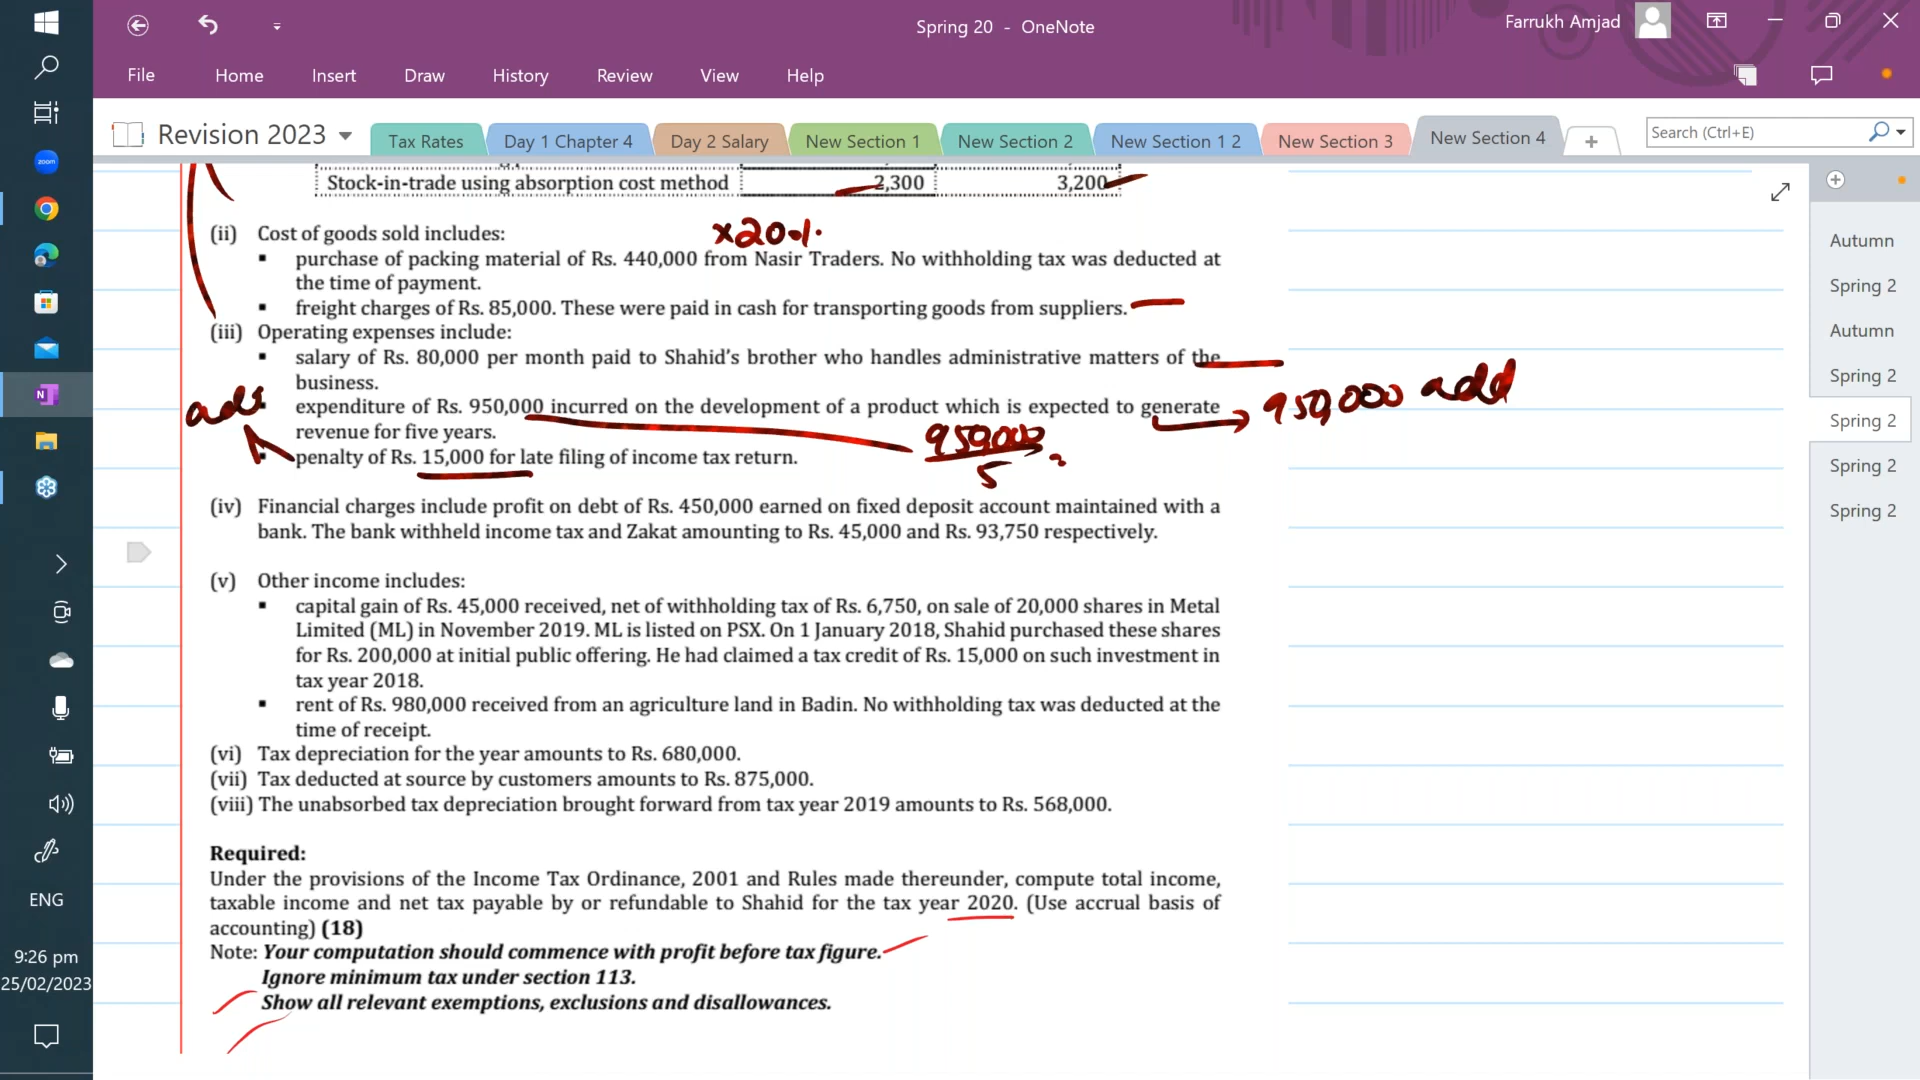 Spring 20 - OneNote
Farrukh Amjad
File Home Insert Draw History Review View Help
Revision 2023
Tax Rates
Day 1 Chapter 4
Day 2 Salary
New Section 1
New Section 2
New Section 1 2
New Section 3
New Section 4
Search (Ctrl+E)
Stock-in-trade using absorption cost method 2,300 3,200
x20%
(ii) Cost of goods sold includes:
▪ purchase of packing material of Rs. 440,000 from Nasir Traders. No withholding tax was deducted at
the time of payment.
▪ freight charges of Rs. 85,000. These were paid in cash for transporting goods from suppliers.
(iii) Operating expenses include:
▪ salary of Rs. 80,000 per month paid to Shahid's brother who handles administrative matters of the
business.
▪ expenditure of Rs. 950,000 incurred on the development of a product which is expected to generate
revenue for five years.
950,000 add
950,000
5
?
▪ penalty of Rs. 15,000 for late filing of income tax return.
(iv) Financial charges include profit on debt of Rs. 450,000 earned on fixed deposit account maintained with a
bank. The bank withheld income tax and Zakat amounting to Rs. 45,000 and Rs. 93,750 respectively.
(v) Other income includes:
▪ capital gain of Rs. 45,000 received, net of withholding tax of Rs. 6,750, on sale of 20,000 shares in Metal
Limited (ML) in November 2019. ML is listed on PSX. On 1 January 2018, Shahid purchased these shares
for Rs. 200,000 at initial public offering. He had claimed a tax credit of Rs. 15,000 on such investment in
tax year 2018.
▪ rent of Rs. 980,000 received from an agriculture land in Badin. No withholding tax was deducted at the
time of receipt.
(vi) Tax depreciation for the year amounts to Rs. 680,000.
(vii) Tax deducted at source by customers amounts to Rs. 875,000.
(viii) The unabsorbed tax depreciation brought forward from tax year 2019 amounts to Rs. 568,000.
Required:
Under the provisions of the Income Tax Ordinance, 2001 and Rules made thereunder, compute total income,
taxable income and net tax payable by or refundable to Shahid for the tax year 2020. (Use accrual basis of
accounting) (18)
Note: Your computation should commence with profit before tax figure.
Ignore minimum tax under section 113.
Show all relevant exemptions, exclusions and disallowances.
Autumn
Spring 2
Autumn
Spring 2
Spring 2
Spring 2
Spring 2
zoom
N
ENG
9:26 pm
25/02/2023